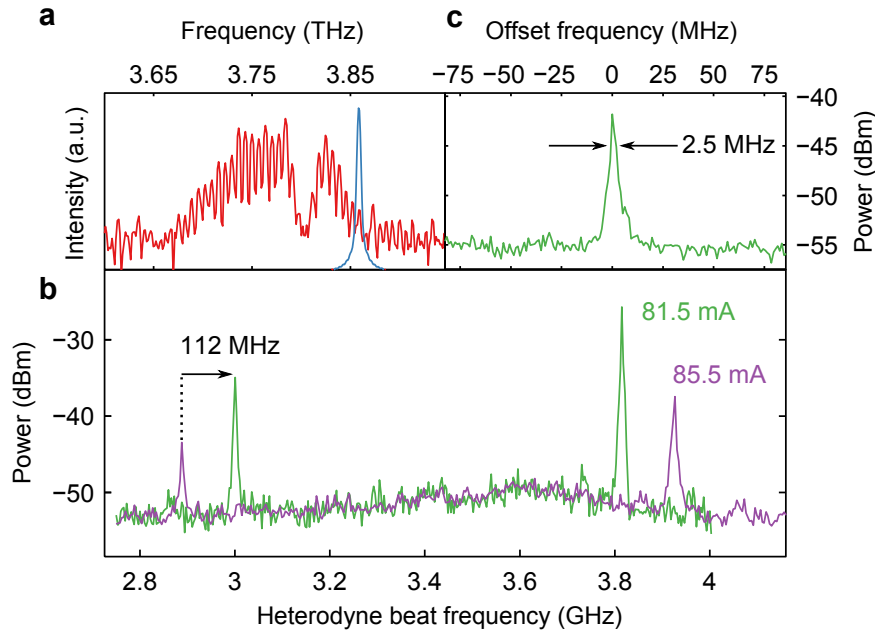 a
Frequency (THz)
3.65
3.75
3.85
Intensity (a.u.)
c
Offset frequency (MHz)
−75
−50
−25
0
25
50
75
−40
−45
−50
−55
Power (dBm)
2.5 MHz
b
−30
−40
−50
Power (dBm)
112 MHz
81.5 mA
85.5 mA
2.8
3
3.2
3.4
3.6
3.8
4
Heterodyne beat frequency (GHz)